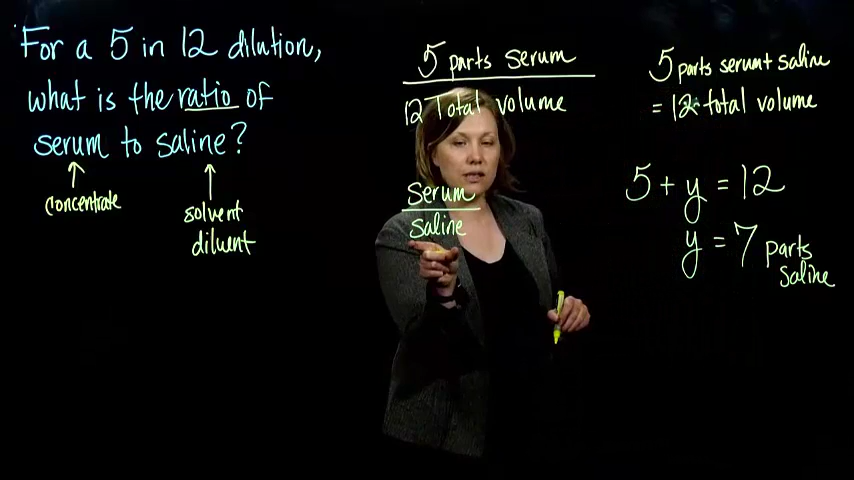 For a 5 in 12 dilution,
what is the ratio of
serum to saline?
concentrate
solvent
diluent
5 parts serum
12 Total volume
Serum
Saline
5 parts serum + saline
= 12 total volume
5 + y = 12
y = 7 parts
saline